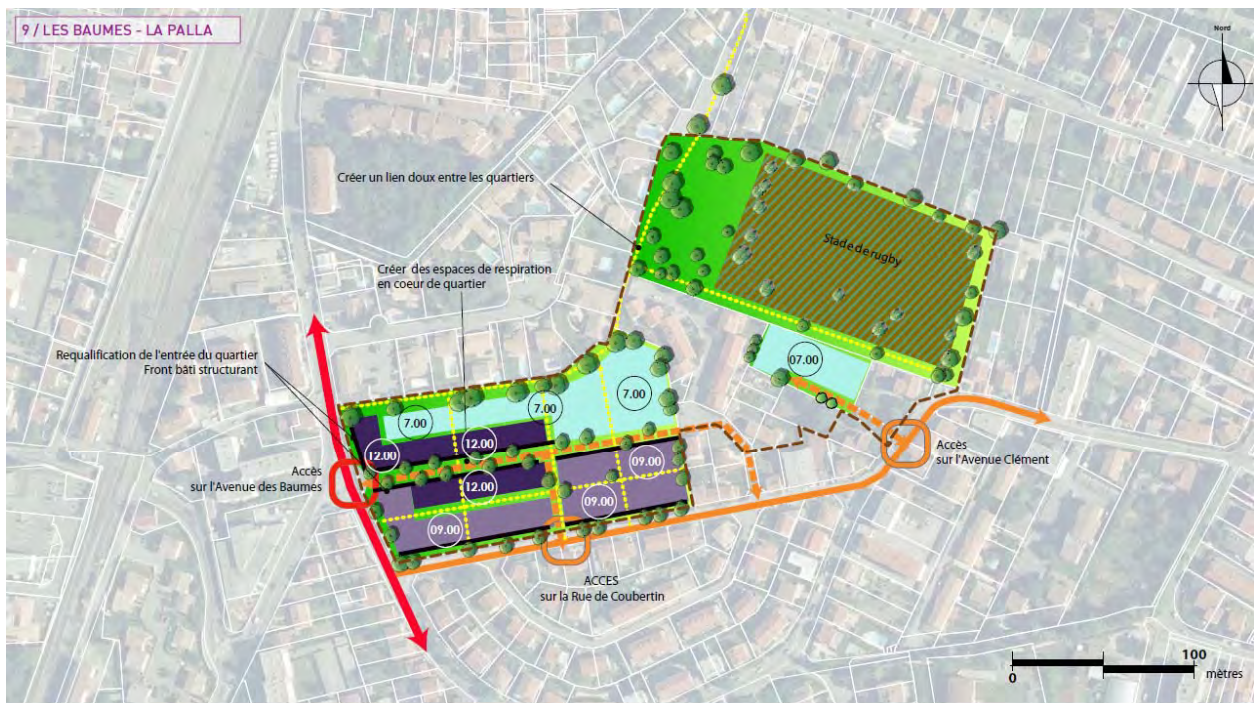 9 / LES BAUMES - LA PALLA
Nord
Créer un lien doux entre les quartiers
Stade de rugby
Créer des espaces de respiration
en coeur de quartier
Requalification de l'entrée du quartier
Front bâti structurant
07.00
7.00
7.00
7.00
12.00
12.00
12.00
09.00
09.00
09.00
Accès
sur l'Avenue des Baumes
Accès
sur l'Avenue Clément
ACCES
sur la Rue de Coubertin
0
100
mètres